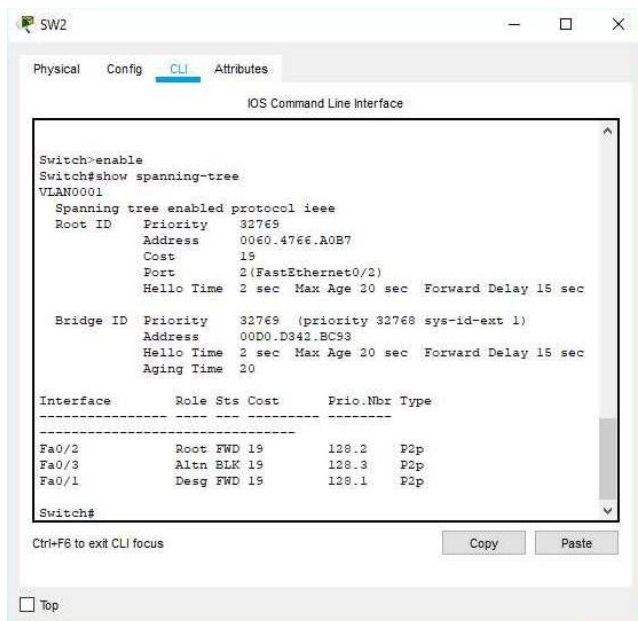 SW2
Physical Config CLI Attributes
IOS Command Line Interface
Switch>enable
Switch#show spanning-tree
VLAN0001
Spanning tree enabled protocol ieee
Root ID Priority 32769
Address 0060.4766.A0B7
Cost 19
Port 2(FastEthernet0/2)
Hello Time 2 sec Max Age 20 sec Forward Delay 15 sec
Bridge ID Priority 32769 (priority 32768 sys-id-ext 1)
Address 00D0.D342.BC93
Hello Time 2 sec Max Age 20 sec Forward Delay 15 sec
Aging Time 20
Interface Role Sts Cost Prio.Nbr Type
---------------- ---- --- --------- --------
--------------------------------
Fa0/2 Root FWD 19 128.2 P2p
Fa0/3 Altn BLK 19 128.3 P2p
Fa0/1 Desg FWD 19 128.1 P2p
Switch#
Ctrl+F6 to exit CLI focus
Copy Paste
Top